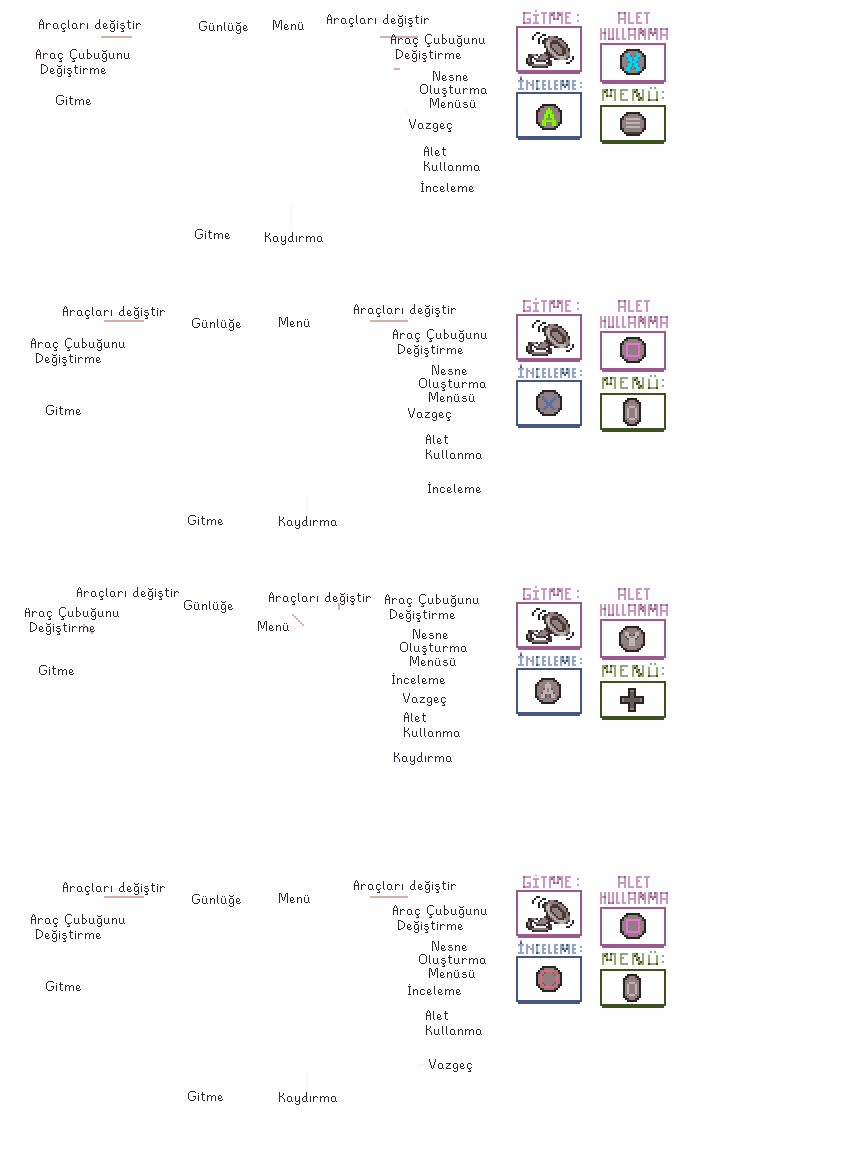 Araçları değiştir
Günlüğe
Menü
Araçları değiştir
Araç Çubuğunu
Değiştirme
Araç Çubuğunu
Değiştirme
Nesne
Oluşturma
Menüsü
Gitme
Vazgeç
Alet
Kullanma
İnceleme
Gitme
Kaydırma
GİTME:
ALET
KULLANMA
X
İNCELEME:
A
MENÜ:
Araçları değiştir
Günlüğe
Menü
Araçları değiştir
Araç Çubuğunu
Değiştirme
Araç Çubuğunu
Değiştirme
Nesne
Oluşturma
Menüsü
Gitme
Vazgeç
Alet
Kullanma
İnceleme
Gitme
Kaydırma
GİTME:
ALET
KULLANMA
İNCELEME:
MENÜ:
Araçları değiştir
Günlüğe
Araçları değiştir
Araç Çubuğunu
Değiştirme
Araç Çubuğunu
Değiştirme
Menü
Nesne
Oluşturma
Menüsü
Gitme
İnceleme
Vazgeç
Alet
Kullanma
Kaydırma
GİTME:
ALET
KULLANMA
Y
İNCELEME:
A
MENÜ:
Araçları değiştir
Günlüğe
Menü
Araçları değiştir
Araç Çubuğunu
Değiştirme
Araç Çubuğunu
Değiştirme
Nesne
Oluşturma
Menüsü
Gitme
İnceleme
Alet
Kullanma
Vazgeç
Gitme
Kaydırma
GİTME:
ALET
KULLANMA
İNCELEME:
MENÜ: